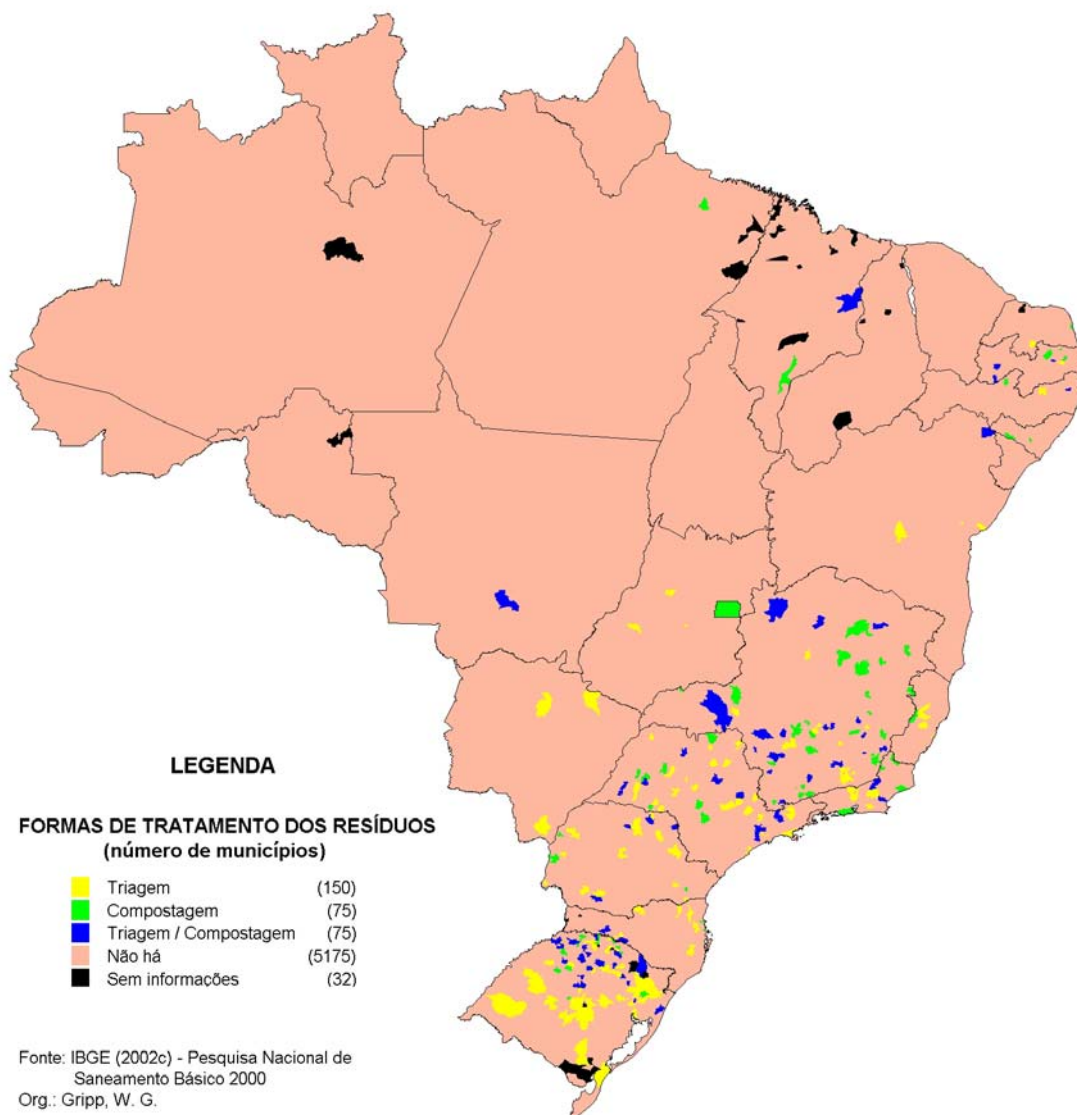 LEGENDA
FORMAS DE TRATAMENTO DOS RESÍDUOS
(número de municípios)
Triagem (150)
Compostagem (75)
Triagem / Compostagem (75)
Não há (5175)
Sem informações (32)
Fonte: IBGE (2002c) - Pesquisa Nacional de
Saneamento Básico 2000
Org.: Gripp, W. G.